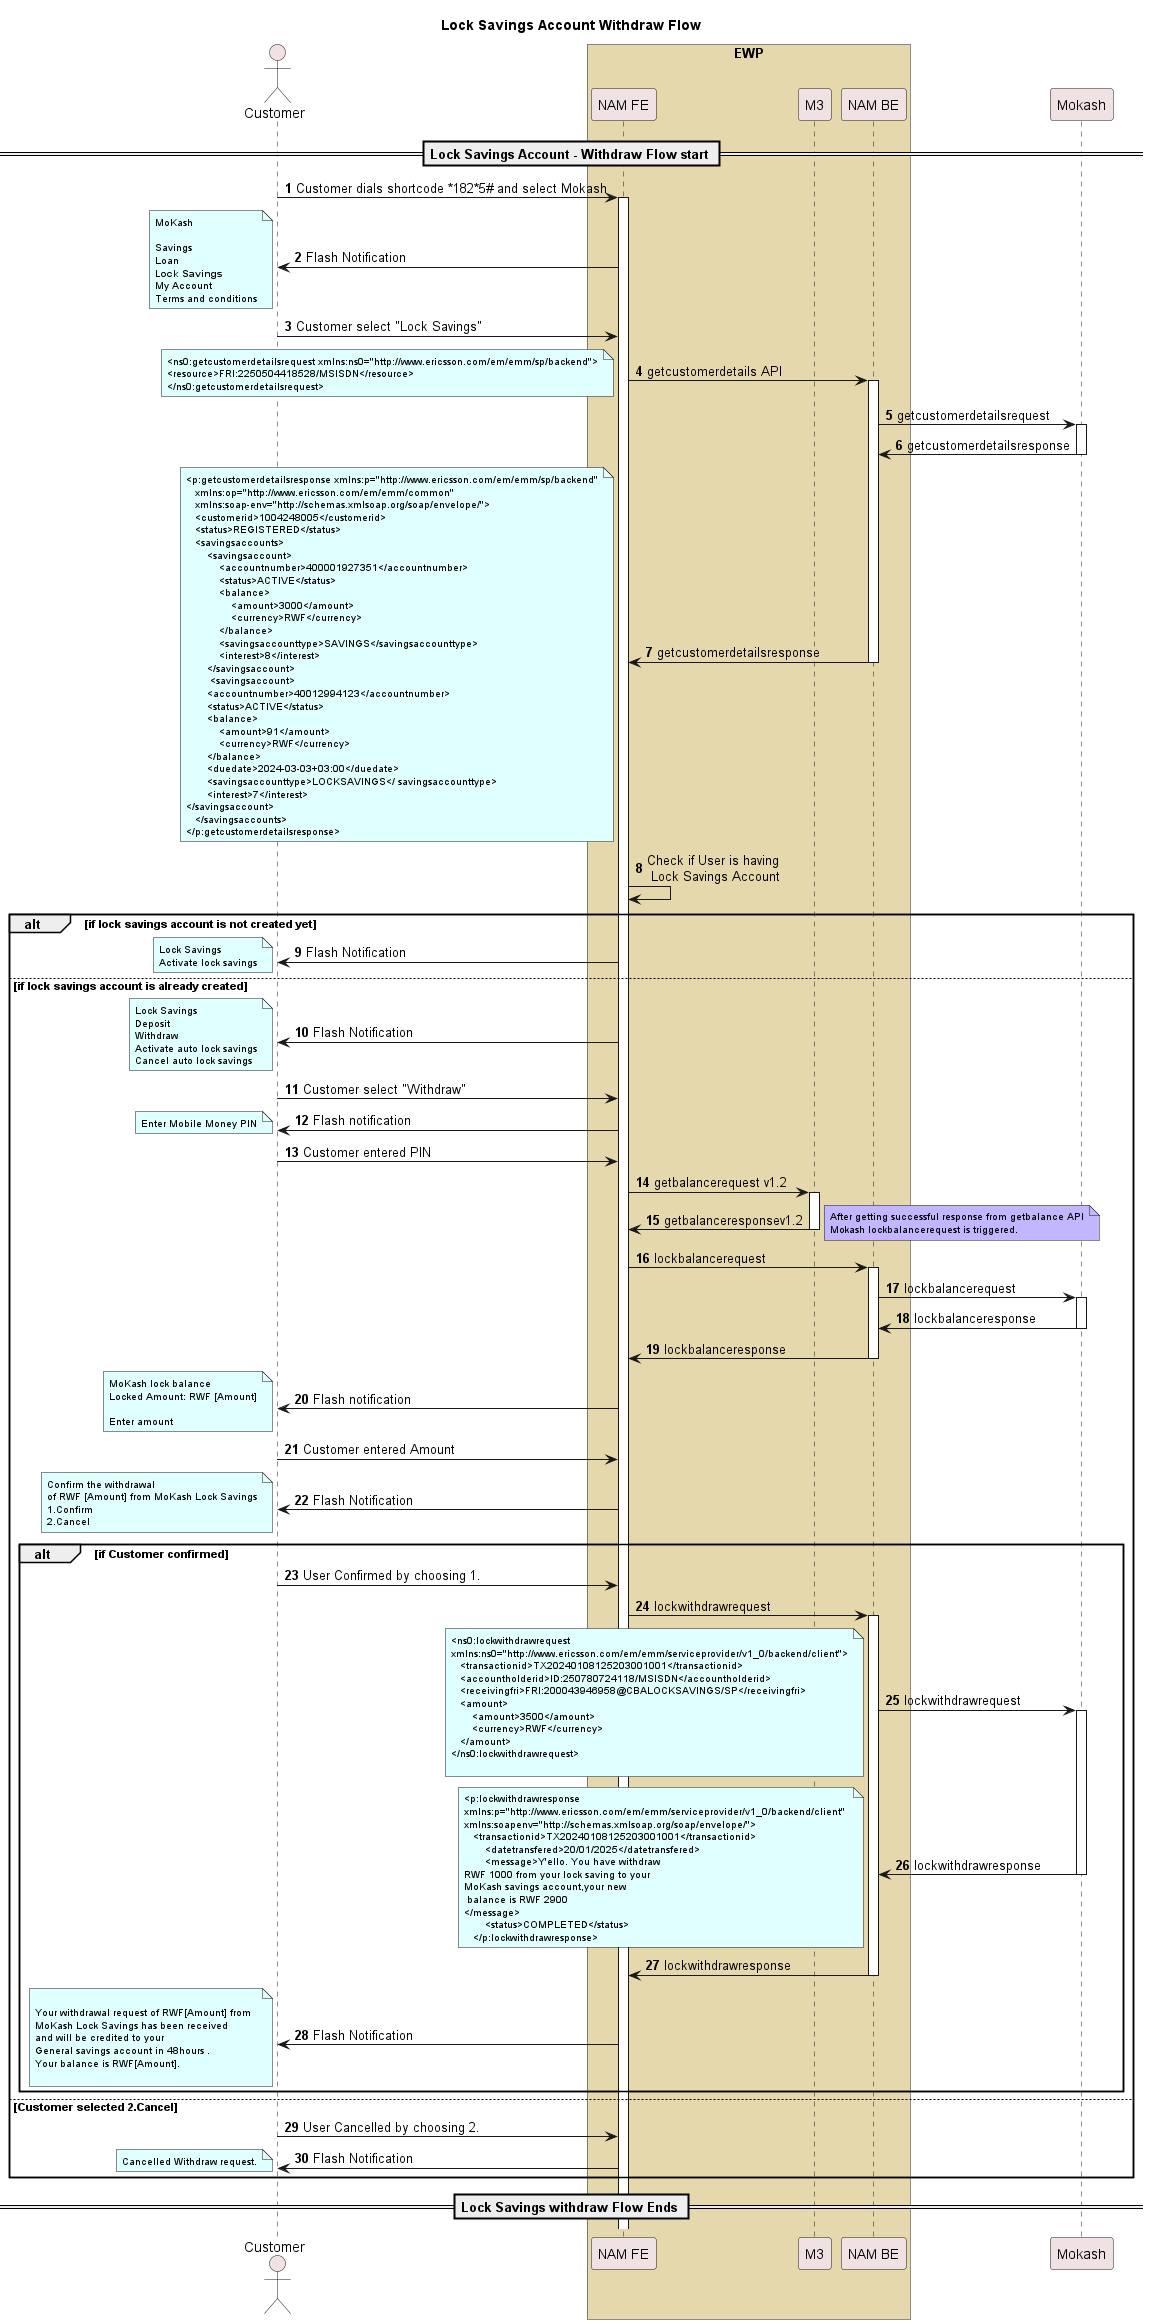 Lock Savings Account Withdraw Flow
EWP
Customer
NAM FE
M3
NAM BE
Mokash
Lock Savings Account - Withdraw Flow start
1 Customer dials shortcode *182*5# and select Mokash
MoKash
Savings
Loan
Lock Savings
My Account
Terms and conditions
2 Flash Notification
3 Customer select "Lock Savings"
<ns0:getcustomerdetailsrequest xmlns:ns0="http://www.ericsson.com/em/emm/sp/backend">
<resource>FRI:2250504418528/MSISDN</resource>
</ns0:getcustomerdetailsrequest>
4 getcustomerdetails API
5 getcustomerdetailsrequest
6 getcustomerdetailsresponse
<p:getcustomerdetailsresponse xmlns:p="http://www.ericsson.com/em/emm/sp/backend"
xmlns:op="http://www.ericsson.com/em/emm/common"
xmlns:soap-env="http://schemas.xmlsoap.org/soap/envelope/">
<customerid>1004248005</customerid>
<status>REGISTERED</status>
<savingsaccounts>
<savingsaccount>
<accountnumber>400001927351</accountnumber>
<status>ACTIVE</status>
<balance>
<amount>3000</amount>
<currency>RWF</currency>
</balance>
<savingsaccounttype>SAVINGS</savingsaccounttype>
<interest>8</interest>
</savingsaccount>
<savingsaccount>
<accountnumber>40012994123</accountnumber>
<status>ACTIVE</status>
<balance>
<amount>91</amount>
<currency>RWF</currency>
</balance>
<duedate>2024-03-03+03:00</duedate>
<savingsaccounttype>LOCKSAVINGS</ savingsaccounttype>
<interest>7</interest>
</savingsaccount>
</savingsaccounts>
</p:getcustomerdetailsresponse>
7 getcustomerdetailsresponse
8 Check if User is having
Lock Savings Account
alt [if lock savings account is not created yet]
Lock Savings
Activate lock savings
9 Flash Notification
[if lock savings account is already created]
Lock Savings
Deposit
Withdraw
Activate auto lock savings
Cancel auto lock savings
10 Flash Notification
11 Customer select "Withdraw"
Enter Mobile Money PIN
12 Flash notification
13 Customer entered PIN
14 getbalancerequest v1.2
15 getbalanceresponsev1.2
After getting successful response from getbalance API
Mokash lockbalancerequest is triggered.
16 lockbalancerequest
17 lockbalancerequest
18 lockbalanceresponse
19 lockbalanceresponse
MoKash lock balance
Locked Amount: RWF [Amount]
Enter amount
20 Flash notification
21 Customer entered Amount
Confirm the withdrawal
of RWF [Amount] from MoKash Lock Savings
1.Confirm
2.Cancel
22 Flash Notification
alt [if Customer confirmed]
23 User Confirmed by choosing 1.
24 lockwithdrawrequest
<ns0:lockwithdrawrequest
xmlns:ns0="http://www.ericsson.com/em/emm/serviceprovider/v1_0/backend/client">
<transactionid>TX20240108125203001001</transactionid>
<accountholderid>ID:250780724118/MSISDN</accountholderid>
<receivingfri>FRI:200043946958@CBALOCKSAVINGS/SP</receivingfri>
<amount>
<amount>3500</amount>
<currency>RWF</currency>
</amount>
</ns0:lockwithdrawrequest>
25 lockwithdrawrequest
<p:lockwithdrawresponse
xmlns:p="http://www.ericsson.com/em/emm/serviceprovider/v1_0/backend/client"
xmlns:soapenv="http://schemas.xmlsoap.org/soap/envelope/">
<transactionid>TX20240108125203001001</transactionid>
<datetransfered>20/01/2025</datetransfered>
<message>Y'ello. You have withdraw
RWF 1000 from your lock saving to your
MoKash savings account,your new
balance is RWF 2900
</message>
<status>COMPLETED</status>
</p:lockwithdrawresponse>
26 lockwithdrawresponse
27 lockwithdrawresponse
Your withdrawal request of RWF[Amount] from
MoKash Lock Savings has been received
and will be credited to your
General savings account in 48hours .
Your balance is RWF[Amount].
28 Flash Notification
[Customer selected 2.Cancel]
29 User Cancelled by choosing 2.
Cancelled Withdraw request.
30 Flash Notification
Lock Savings withdraw Flow Ends
Customer
NAM FE
M3
NAM BE
Mokash